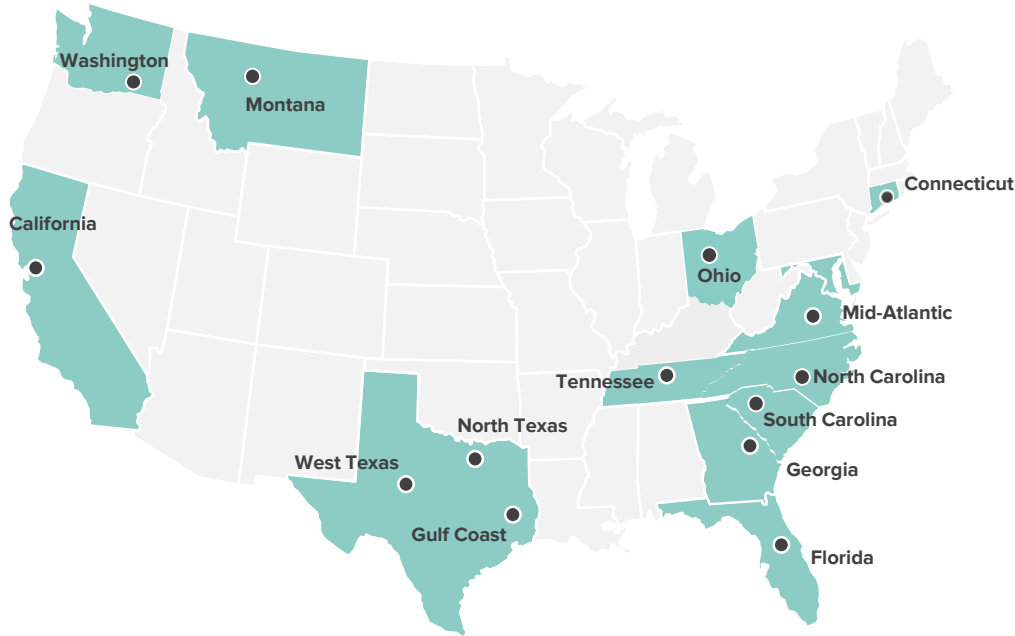 Washington
Montana
Connecticut
California
Ohio
Mid-Atlantic
Tennessee
North Carolina
South Carolina
North Texas
West Texas
Georgia
Gulf Coast
Florida